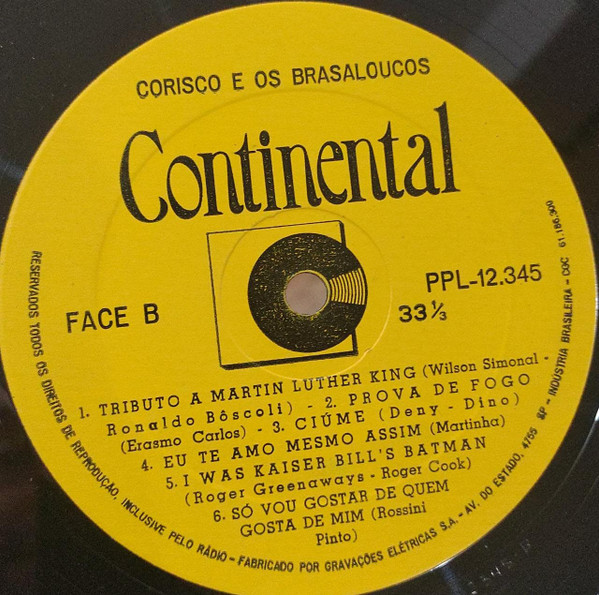 CORISCO E OS BRASALOUCOS
Continental
FACE B
PPL-12.345
33 ⅓
1. TRIBUTO A MARTIN LUTHER KING (Wilson Simonal -
Ronaldo Bôscoli) - 2. PROVA DE FOGO
(Erasmo Carlos) - 3. CIÚME (Deny - Dino)
4. EU TE AMO MESMO ASSIM (Martinha)
5. I WAS KAISER BILL'S BATMAN
(Roger Greenaways - Roger Cook)
6. SÓ VOU GOSTAR DE QUEM
GOSTA DE MIM (Rossini
Pinto)
RESERVADOS TODOS OS DIREITOS DE REPRODUÇÃO, INCLUSIVE PELO RÁDIO - FABRICADO POR GRAVAÇÕES ELÉTRICAS S.A. - AV. DO ESTADO, 4755 SP - INDÚSTRIA BRASILEIRA - CGC 61.186.300